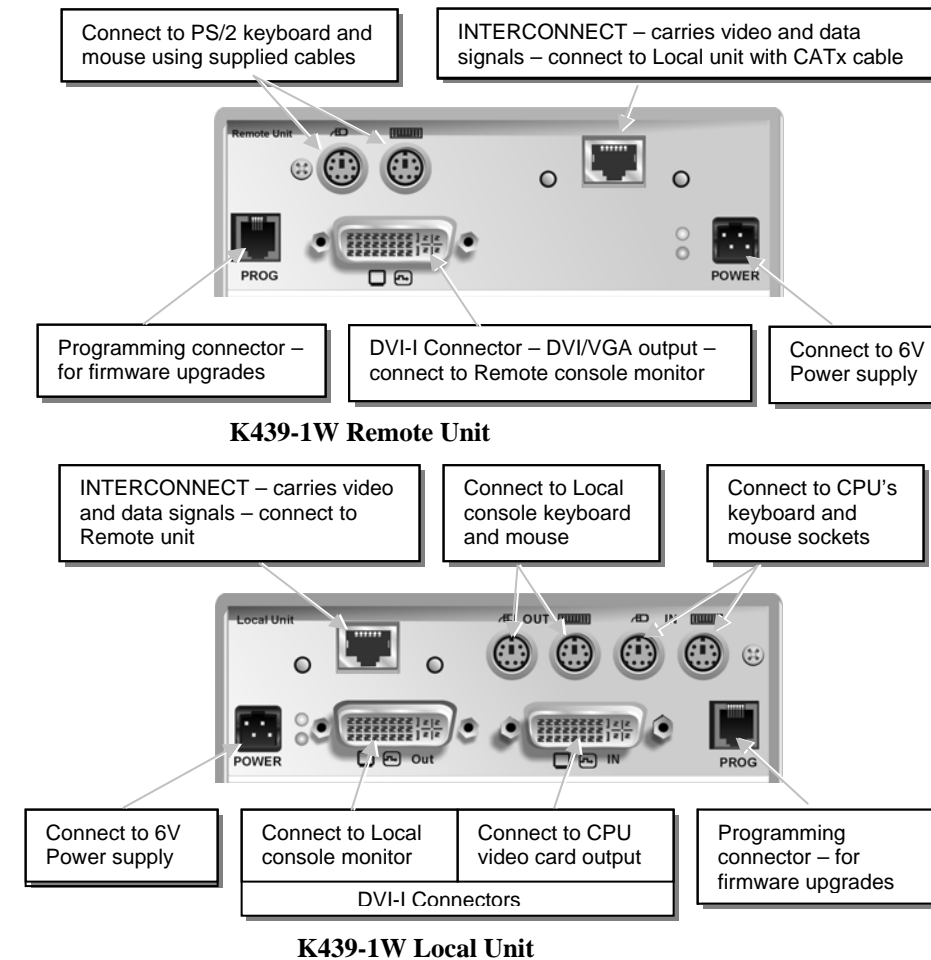 Connect to PS/2 keyboard and
mouse using supplied cables
INTERCONNECT – carries video and data
signals – connect to Local unit with CATx cable
Remote Unit
PROG
POWER
Programming connector –
for firmware upgrades
DVI-I Connector – DVI/VGA output –
connect to Remote console monitor
Connect to 6V
Power supply
K439-1W Remote Unit
INTERCONNECT – carries video
and data signals – connect to
Remote unit
Connect to Local
console keyboard
and mouse
Connect to CPU’s
keyboard and
mouse sockets
Local Unit
OUT
IN
POWER
Out
IN
PROG
Connect to 6V
Power supply
Connect to Local
console monitor
Connect to CPU
video card output
DVI-I Connectors
Programming
connector – for
firmware upgrades
K439-1W Local Unit